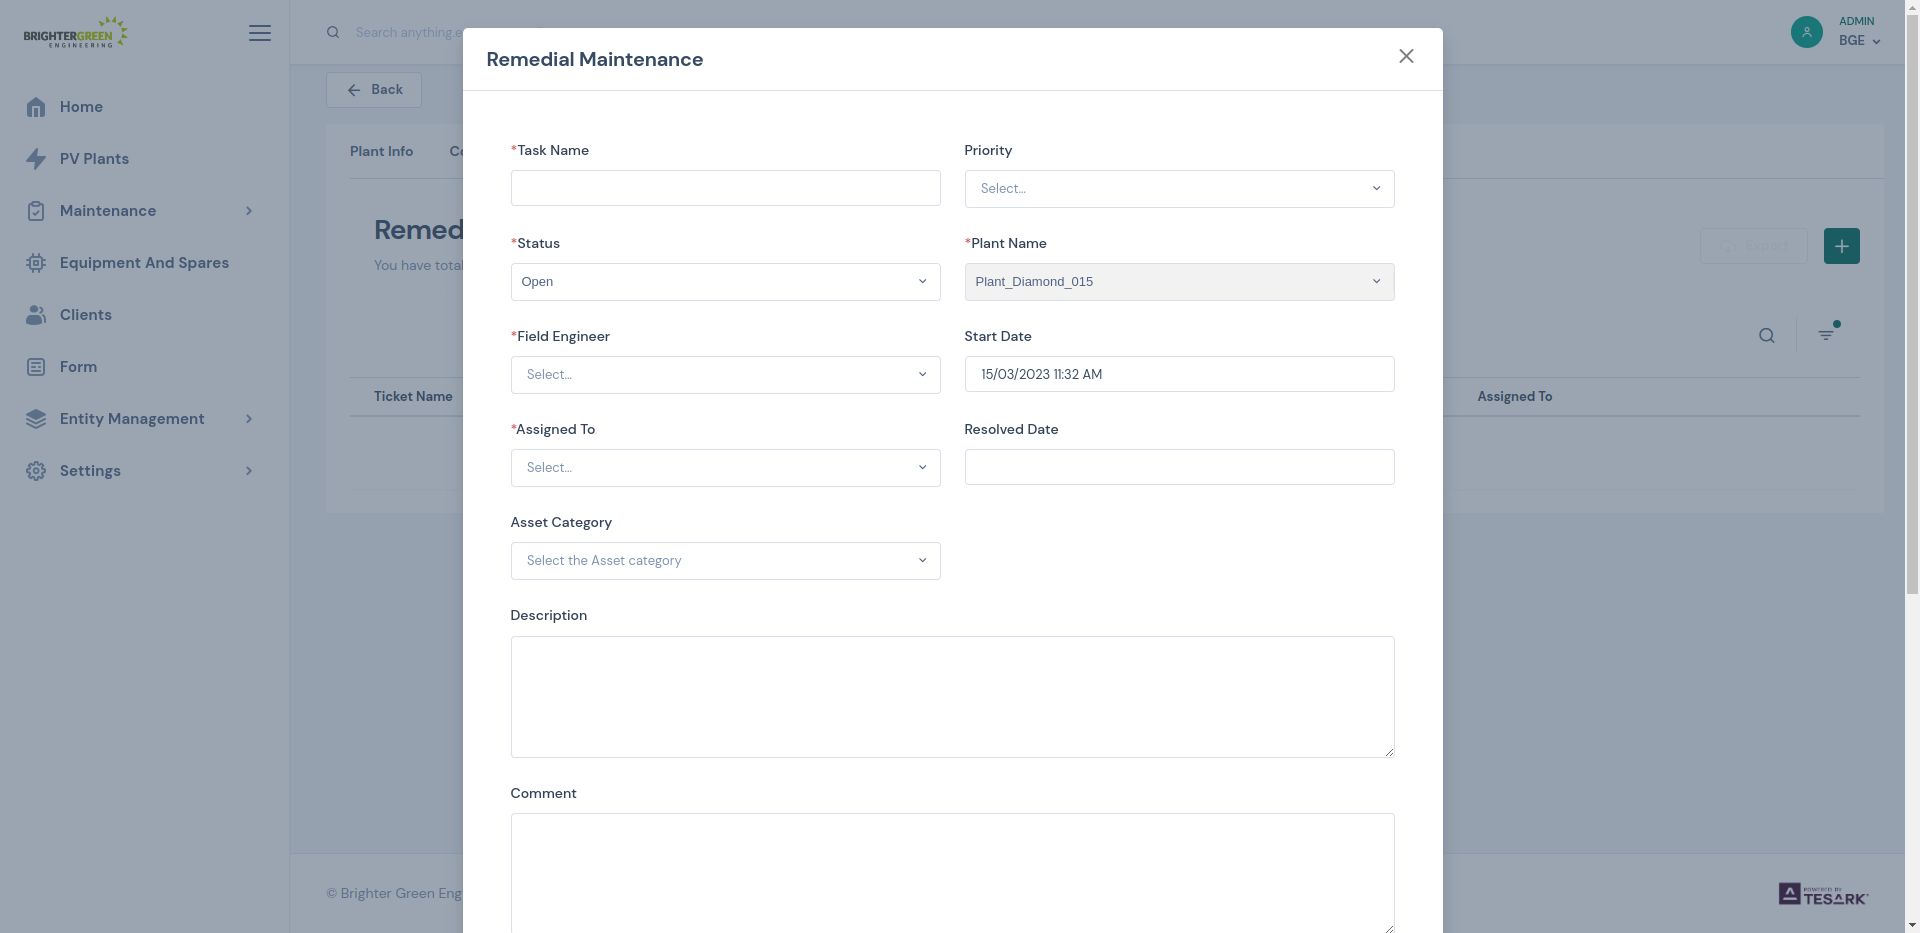 BRIGHTERGREEN
ENGINEERING
Search anything.e
ADMIN
BGE
Home
PV Plants
Maintenance
Equipment And Spares
Clients
Form
Entity Management
Settings
Back
Plant Info
Co
Remed
You have total
Export
Ticket Name
Assigned To
Remedial Maintenance
*Task Name
Priority
Select...
*Status
*Plant Name
Open
Plant_Diamond_015
*Field Engineer
Start Date
Select...
15/03/2023 11:32 AM
*Assigned To
Resolved Date
Select...
Asset Category
Select the Asset category
Description
Comment
© Brighter Green Eng
POWERED BY
TESARK